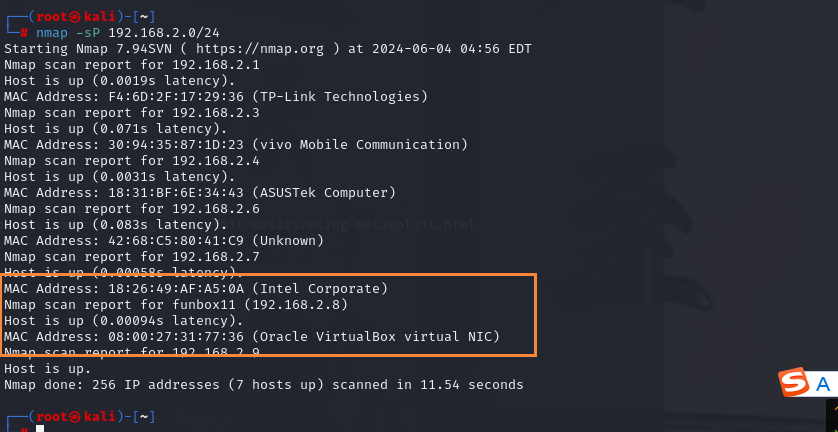 ┌──(root㉿kali)-[~]
└─# nmap -sP 192.168.2.0/24
Starting Nmap 7.94SVN ( https://nmap.org ) at 2024-06-04 04:56 EDT
Nmap scan report for 192.168.2.1
Host is up (0.0019s latency).
MAC Address: F4:6D:2F:17:29:36 (TP-Link Technologies)
Nmap scan report for 192.168.2.3
Host is up (0.071s latency).
MAC Address: 30:94:35:87:1D:23 (vivo Mobile Communication)
Nmap scan report for 192.168.2.4
Host is up (0.0031s latency).
MAC Address: 18:31:BF:6E:34:43 (ASUSTek Computer)
Nmap scan report for 192.168.2.6
Host is up (0.083s latency).
MAC Address: 42:68:C5:80:41:C9 (Unknown)
Nmap scan report for 192.168.2.7
Host is up (0.00058s latency).
MAC Address: 18:26:49:AF:A5:0A (Intel Corporate)
Nmap scan report for funbox11 (192.168.2.8)
Host is up (0.00094s latency).
MAC Address: 08:00:27:31:77:36 (Oracle VirtualBox virtual NIC)
Nmap scan report for 192.168.2.9
Host is up.
Nmap done: 256 IP addresses (7 hosts up) scanned in 11.54 seconds
S A
┌──(root㉿kali)-[~]
└─#